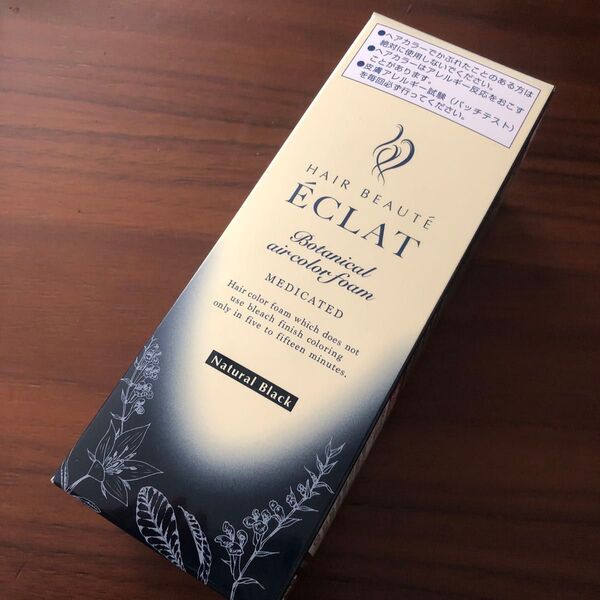 ●ヘアカラーでかぶれたことのある方は
絶対に使用しないでください。
●ヘアカラーはアレルギー反応をおこす
ことがあります。
●皮膚アレルギー試験（パッチテスト）
を毎回必ず行ってください。
HAIR BEAUTÉ
ÉCLAT
Botanical
aircolor foam
MEDICATED
Hair color foam which does not
use bleach finish coloring
only in five to fifteen minutes.
Natural Black